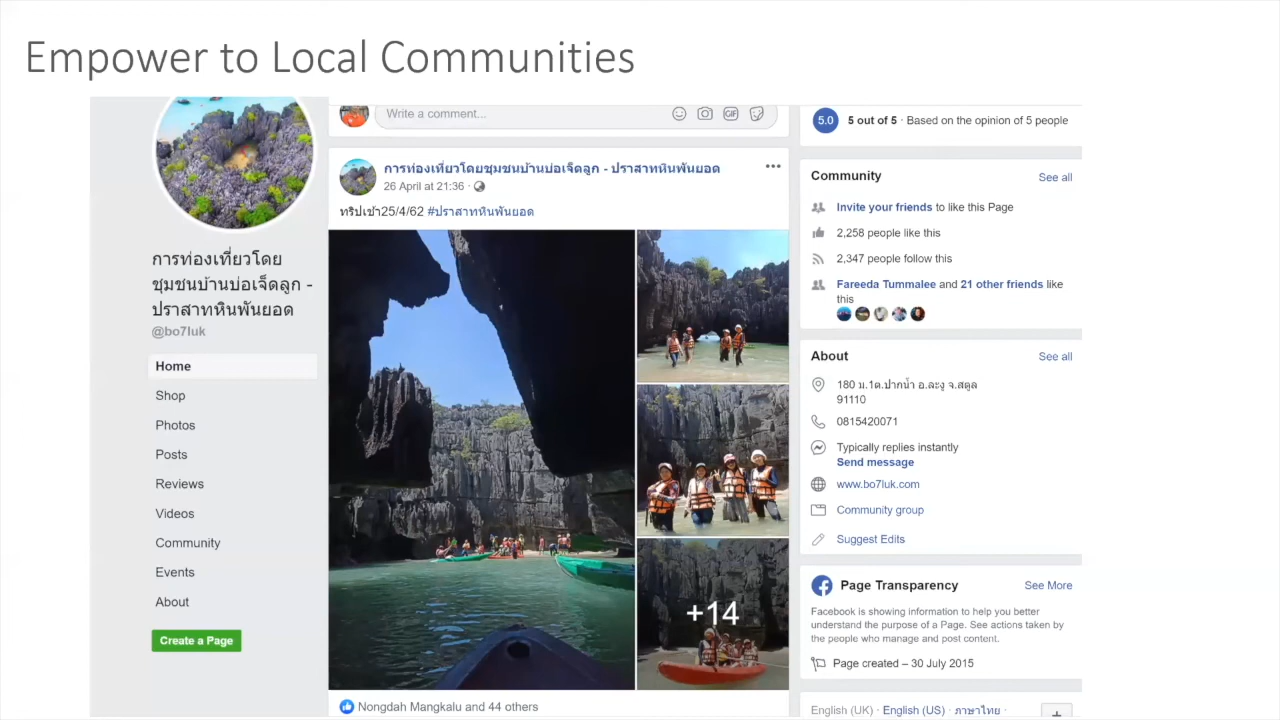 Empower to Local Communities
การท่องเที่ยวโดย
ชุมชนบ้านบ่อเจ็ดลูก -
ปราสาทหินพันยอด
@bo7luk
Home
Shop
Photos
Posts
Reviews
Videos
Community
Events
About
Create a Page
Write a comment...
GIF
การท่องเที่ยวโดยชุมชนบ้านบ่อเจ็ดลูก - ปราสาทหินพันยอด
26 April at 21:36 ·
ทริปเช้า25/4/62 #ปราสาทหินพันยอด
+14
Nongdah Mangkalu and 44 others
5.0 5 out of 5 · Based on the opinion of 5 people
Community See all
Invite your friends to like this Page
2,258 people like this
2,347 people follow this
Fareeda Tummalee and 21 other friends like
this
About See all
180 ม.1ต.ปากน้ำ อ.ละงู จ.สตูล
91110
0815420071
Typically replies instantly
Send message
www.bo7luk.com
Community group
Suggest Edits
Page Transparency See More
Facebook is showing information to help you better
understand the purpose of a Page. See actions taken by
the people who manage and post content.
Page created – 30 July 2015
English (UK) · English (US) · ภาษาไทย ·